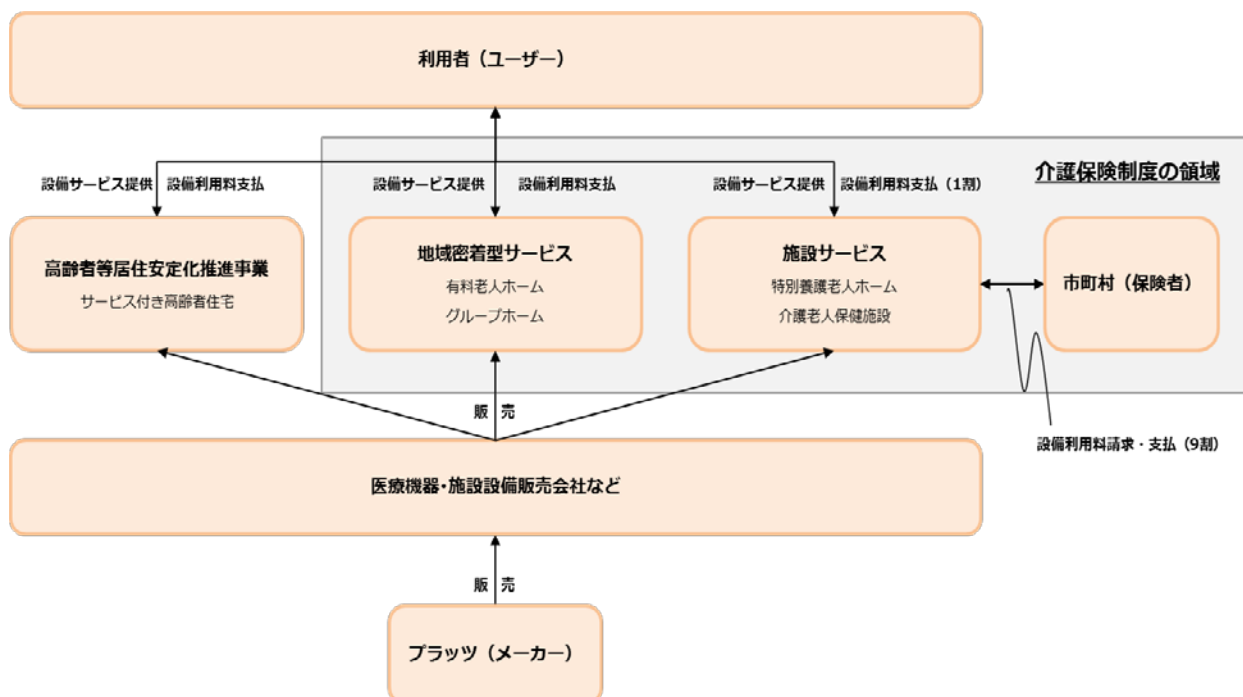 利用者（ユーザー）
介護保険制度の領域
設備サービス提供 設備利用料支払
設備サービス提供 設備利用料支払
設備サービス提供 設備利用料支払（1割）
高齢者等居住安定化推進事業
サービス付き高齢者住宅
地域密着型サービス
有料老人ホーム
グループホーム
施設サービス
特別養護老人ホーム
介護老人保健施設
市町村（保険者）
販 売
設備利用料請求・支払（9割）
医療機器・施設設備販売会社など
販 売
プラッツ（メーカー）